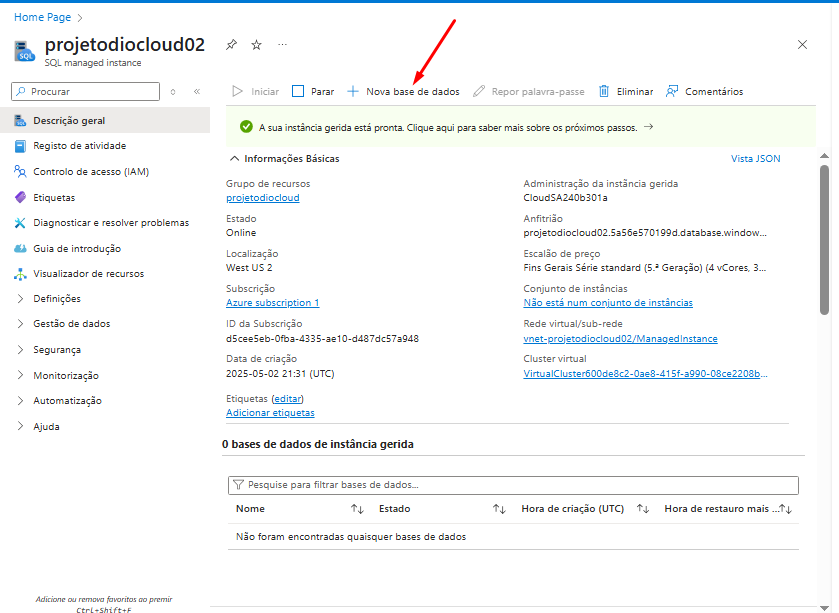 Home Page
projetodiocloud02
SQL managed instance
Procurar
Iniciar
Parar
Nova base de dados
Repor palavra-passe
Eliminar
Comentários
Descrição geral
Registo de atividade
Controlo de acesso (IAM)
Etiquetas
Diagnosticar e resolver problemas
Guia de introdução
Visualizador de recursos
Definições
Gestão de dados
Segurança
Monitorização
Automatização
Ajuda
Adicione ou remova favoritos ao premir
Ctrl+Shift+F
A sua instância gerida está pronta. Clique aqui para saber mais sobre os próximos passos.
Informações Básicas
Vista JSON
Grupo de recursos
projetodiocloud
Estado
Online
Localização
West US 2
Subscrição
Azure subscription 1
ID da Subscrição
d5cee5eb-0fba-4335-ae10-d487dc57a948
Data de criação
2025-05-02 21:31 (UTC)
Etiquetas (editar)
Adicionar etiquetas
Administração da instância gerida
CloudSA240b301a
Anfitrião
projetodiocloud02.5a56e570199d.database.window...
Escalão de preço
Fins Gerais Série standard (5.ª Geração) (4 vCores, 3...
Conjunto de instâncias
Não está num conjunto de instâncias
Rede virtual/sub-rede
vnet-projetodiocloud02/ManagedInstance
Cluster virtual
VirtualCluster600de8c2-0ae8-415f-a990-08ce2208b...
0 bases de dados de instância gerida
Pesquise para filtrar bases de dados...
Nome
Estado
Hora de criação (UTC)
Hora de restauro mais ...
Não foram encontradas quaisquer bases de dados